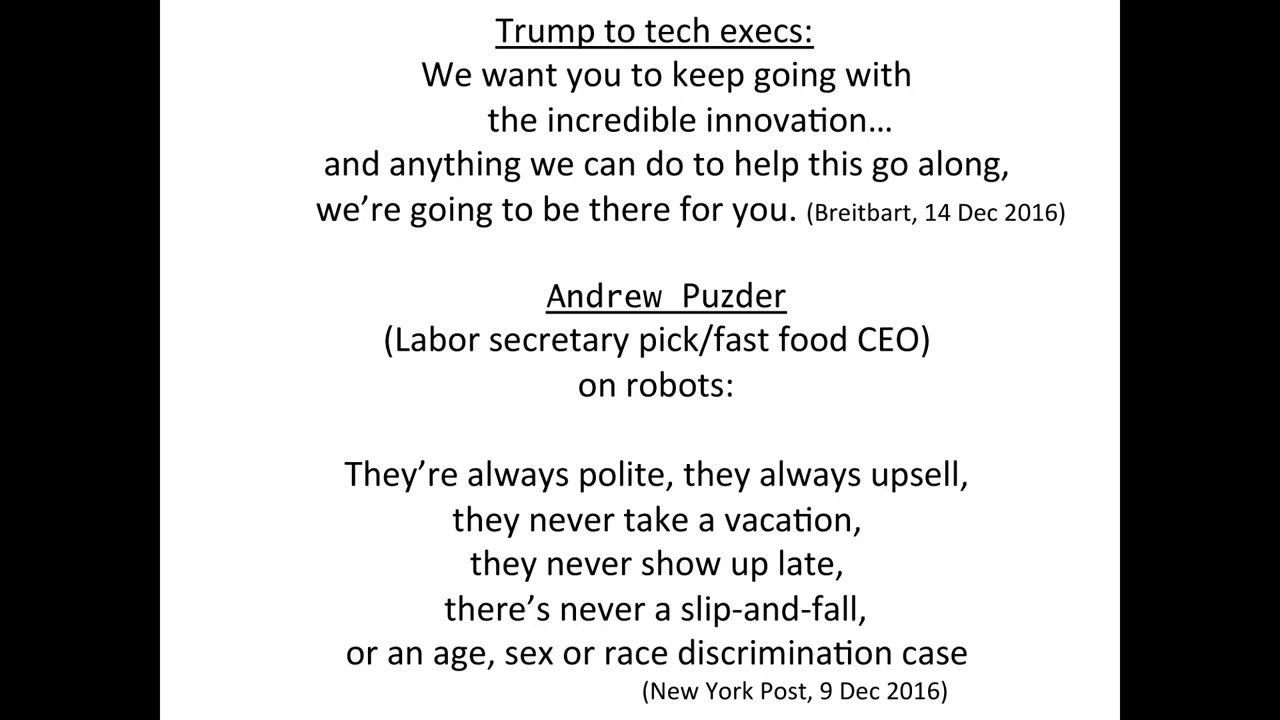 Trump to tech execs:
We want you to keep going with
the incredible innovation…
and anything we can do to help this go along,
we’re going to be there for you. (Breitbart, 14 Dec 2016)
Andrew Puzder
(Labor secretary pick/fast food CEO)
on robots:
They’re always polite, they always upsell,
they never take a vacation,
they never show up late,
there’s never a slip-and-fall,
or an age, sex or race discrimination case
(New York Post, 9 Dec 2016)